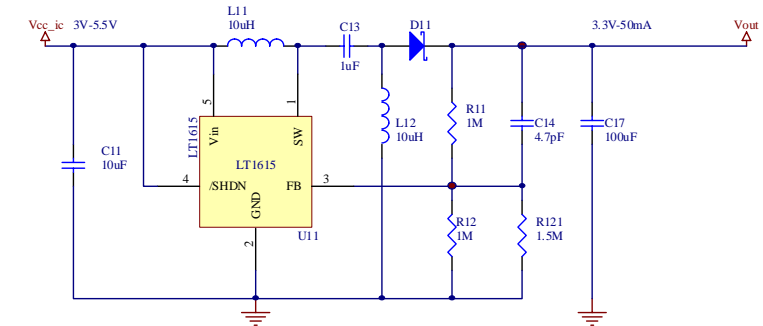 L11
Vcc_ic 3V-5.5V 10uH C13 D11 3.3V-50mA Vout
1uF
5 1
Vin SW
LT1615
LT1615
L12
10uH
R11
1M
C14
4.7pF
C17
100uF
C11
10uF
4 /SHDN FB 3
GND
2
U11
R12
1M
R121
1.5M